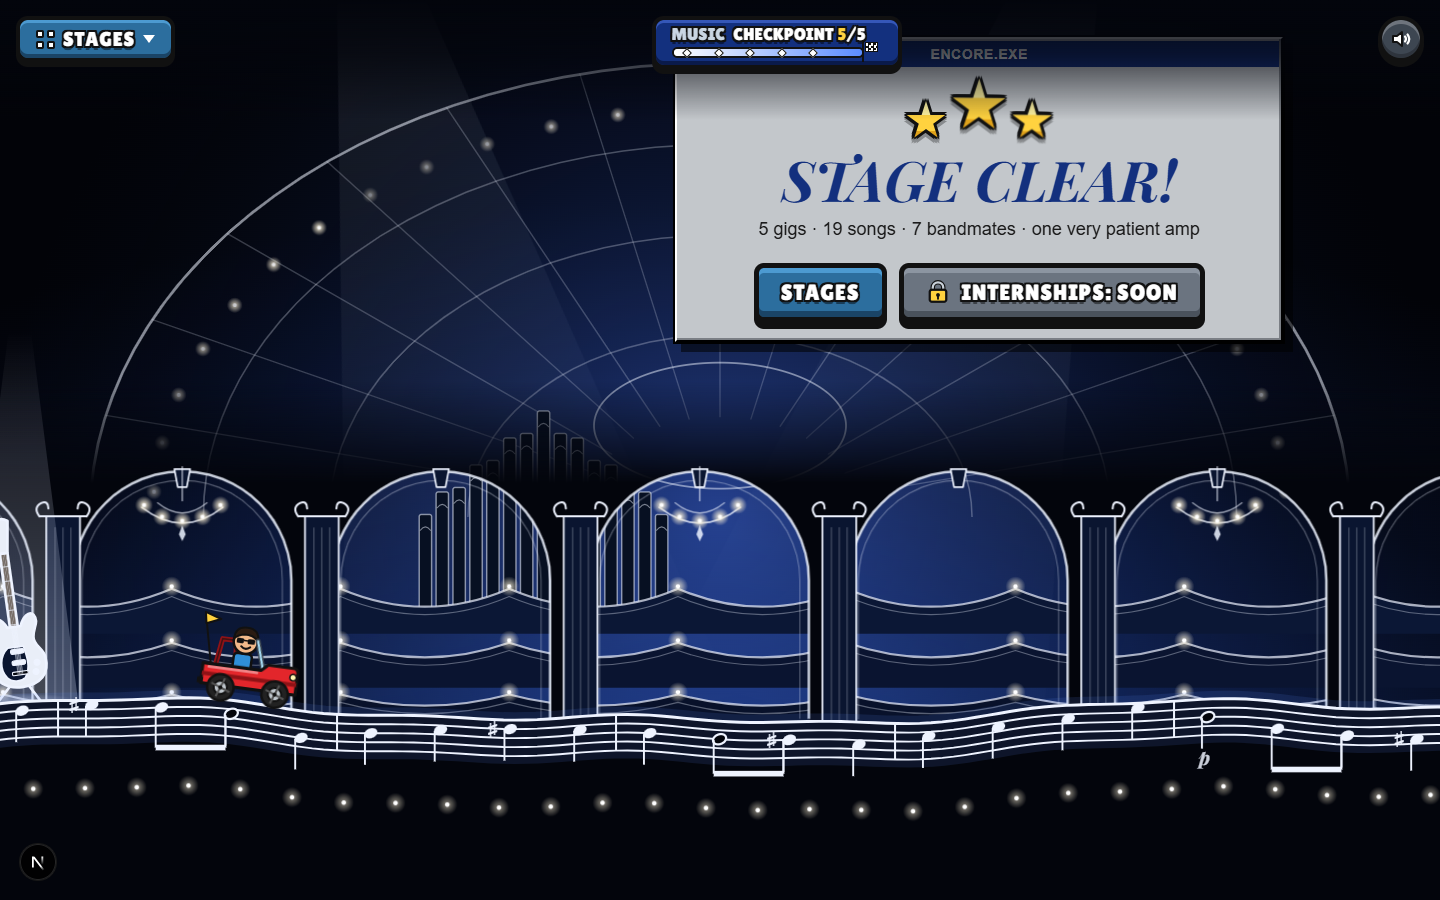 STAGES
MUSIC CHECKPOINT 5/5
ENCORE.EXE
STAGE CLEAR!
5 gigs · 19 songs · 7 bandmates · one very patient amp
STAGES
INTERNSHIPS: SOON
p
N